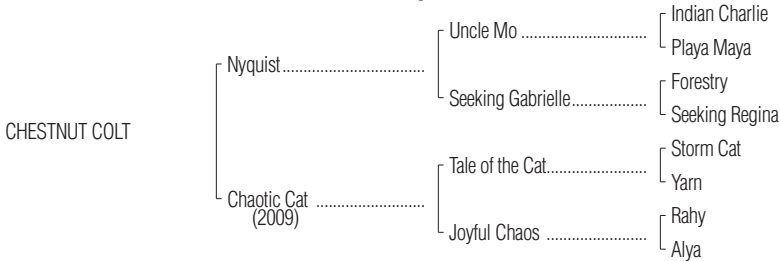 Indian Charlie
Uncle Mo ..............................
Playa Maya
Nyquist..................................
Forestry
Seeking Gabrielle..................
Seeking Regina
CHESTNUT COLT
Storm Cat
Tale of the Cat........................
Yarn
Chaotic Cat ..........................
(2009)
Rahy
Joyful Chaos ........................
Alya